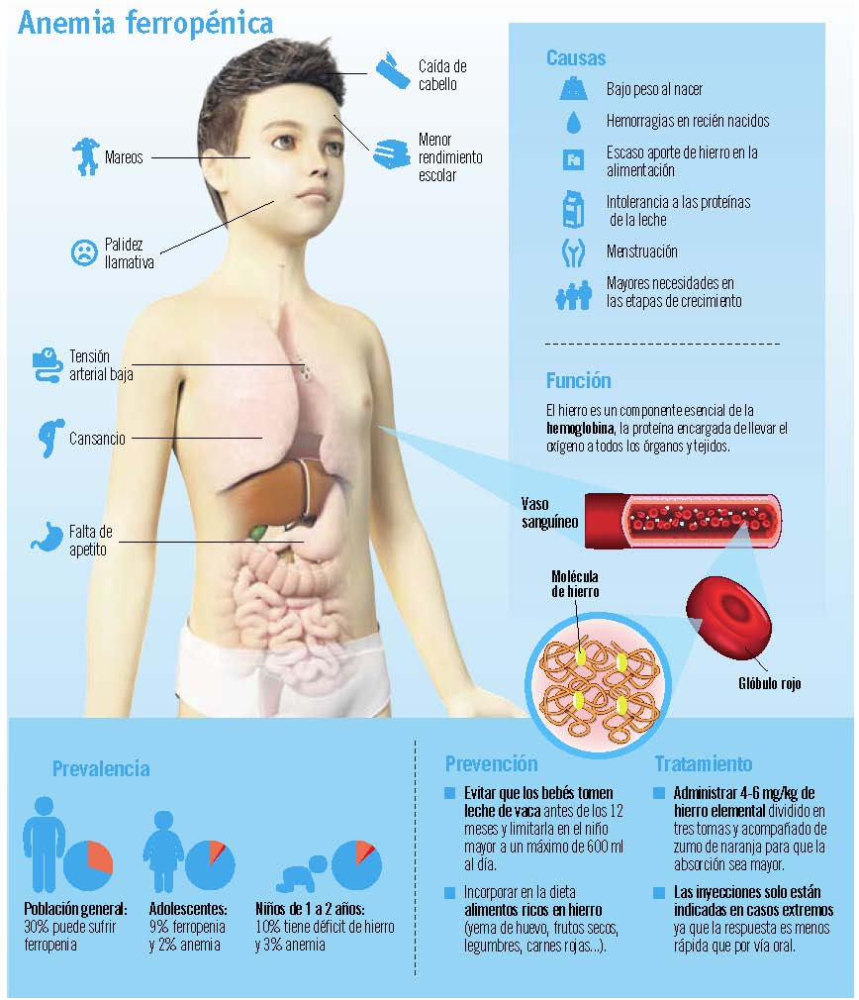 Anemia ferropénica
Caída de
cabello
Menor
rendimiento
escolar
Mareos
Palidez
llamativa
Tensión
arterial baja
Cansancio
Falta de
apetito
Causas
Bajo peso al nacer
Hemorragias en recién nacidos
Fe
Escaso aporte de hierro en la
alimentación
Intolerancia a las proteínas
de la leche
Menstruación
Mayores necesidades en
las etapas de crecimiento
Función
El hierro es un componente esencial de la
hemoglobina, la proteína encargada de llevar el
oxígeno a todos los órganos y tejidos.
Vaso
sanguíneo
Molécula
de hierro
Glóbulo rojo
Prevalencia
Población general:
30% puede sufrir
ferropenia
Adolescentes:
9% ferropenia
y 2% anemia
Niños de 1 a 2 años:
10% tiene déficit de hierro
y 3% anemia
Prevención
Evitar que los bebés tomen
leche de vaca antes de los 12
meses y limitarla en el niño
mayor a un máximo de 600 ml
al día.
Incorporar en la dieta
alimentos ricos en hierro
(yema de huevo, frutos secos,
legumbres, carnes rojas...).
Tratamiento
Administrar 4-6 mg/kg de
hierro elemental dividido en
tres tomas y acompañado de
zumo de naranja para que la
absorción sea mayor.
Las inyecciones solo están
indicadas en casos extremos
ya que la respuesta es menos
rápida que por vía oral.